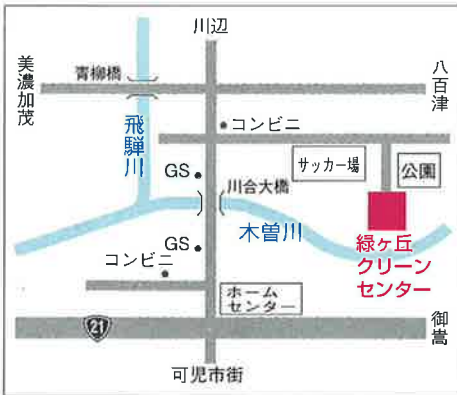 川辺
美濃加茂
青柳橋
八百津
コンビニ
飛騨川
サッカー場
公園
GS
川合大橋
木曽川
緑ヶ丘
クリーン
センター
GS
コンビニ
ホーム
センター
21
御嵩
可児市街